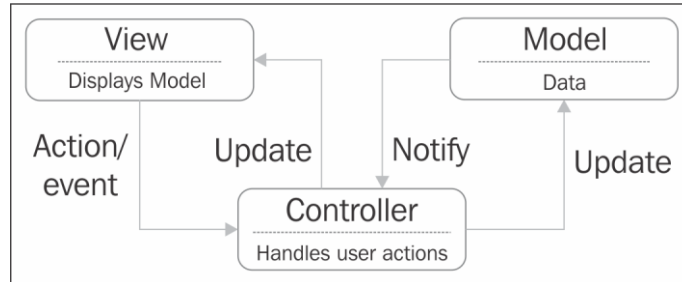 View
Displays Model
Model
Data
Action/
event
Update
Notify
Update
Controller
Handles user actions